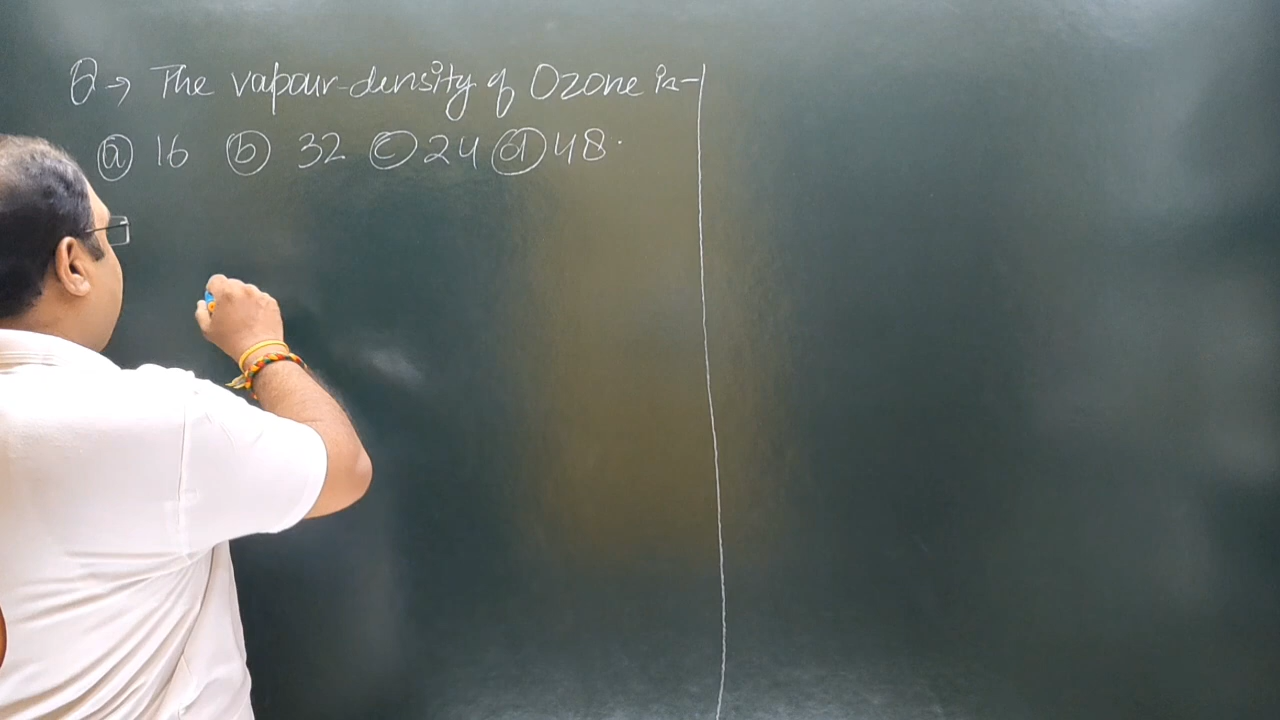 Q → The vapour-density of Ozone is-
(a) 16 (b) 32 (c) 24 (d) 48.